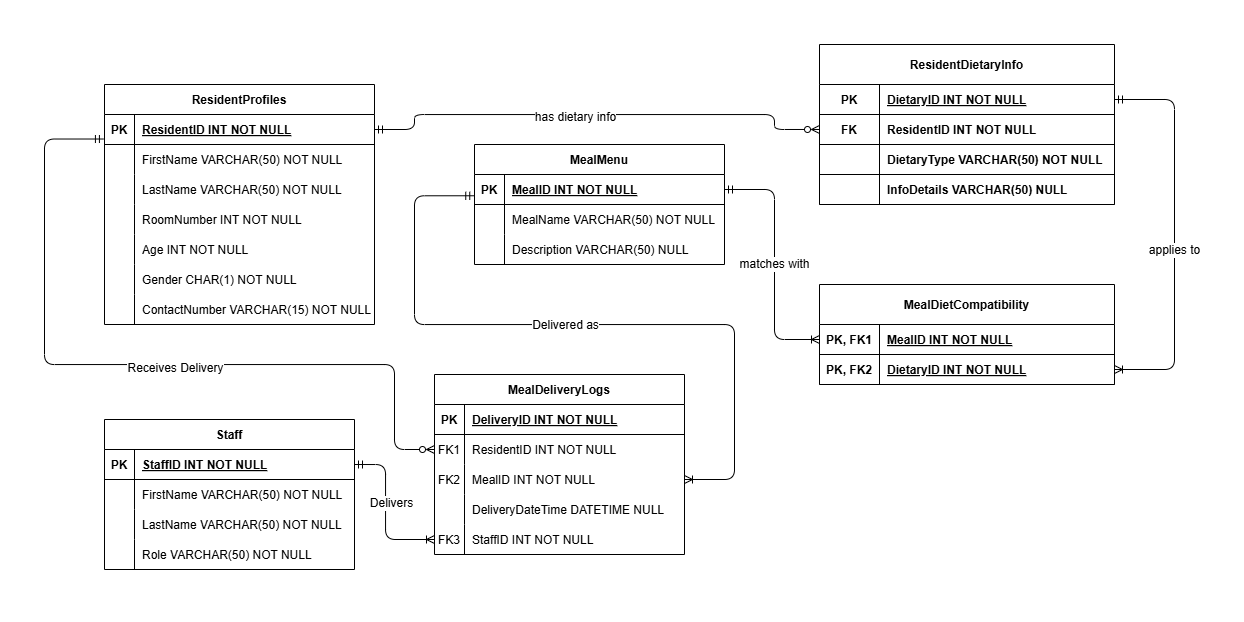 ResidentProfiles
PK ResidentID INT NOT NULL
FirstName VARCHAR(50) NOT NULL
LastName VARCHAR(50) NOT NULL
RoomNumber INT NOT NULL
Age INT NOT NULL
Gender CHAR(1) NOT NULL
ContactNumber VARCHAR(15) NOT NULL
has dietary info
ResidentDietaryInfo
PK DietaryID INT NOT NULL
FK ResidentID INT NOT NULL
DietaryType VARCHAR(50) NOT NULL
InfoDetails VARCHAR(50) NULL
MealMenu
PK MealID INT NOT NULL
MealName VARCHAR(50) NOT NULL
Description VARCHAR(50) NULL
matches with
applies to
MealDietCompatibility
PK, FK1 MealID INT NOT NULL
PK, FK2 DietaryID INT NOT NULL
Delivered as
Receives Delivery
MealDeliveryLogs
PK DeliveryID INT NOT NULL
FK1 ResidentID INT NOT NULL
FK2 MealID INT NOT NULL
DeliveryDateTime DATETIME NULL
FK3 StaffID INT NOT NULL
Staff
PK StaffID INT NOT NULL
FirstName VARCHAR(50) NOT NULL
LastName VARCHAR(50) NOT NULL
Role VARCHAR(50) NOT NULL
Delivers